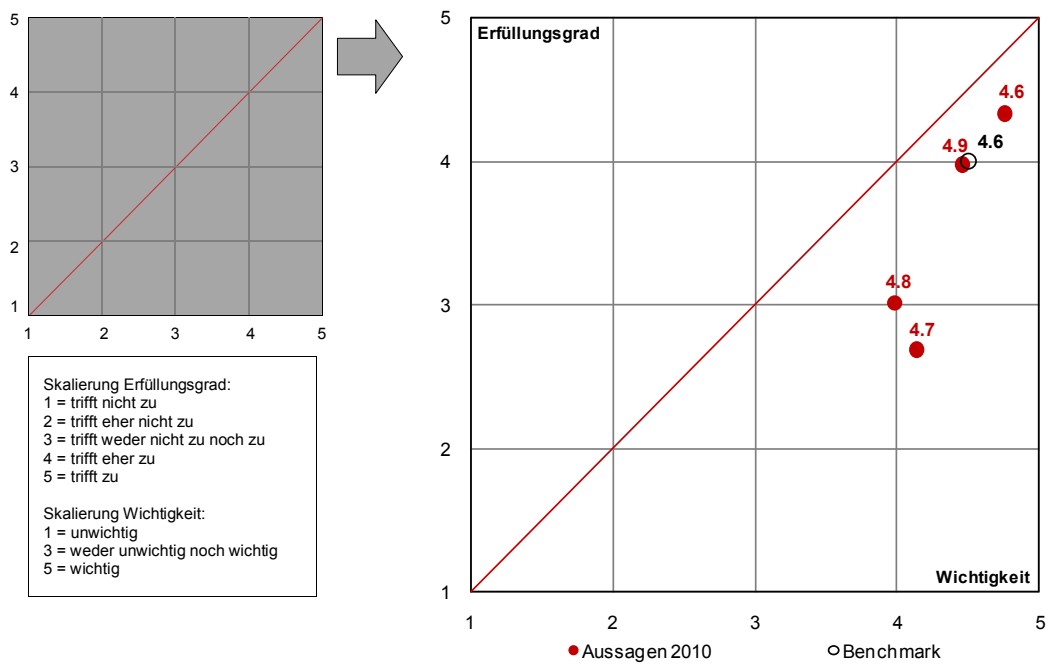 5
4
3
2
1
1 2 3 4 5
Skalierung Erfüllungsgrad:
1 = trifft nicht zu
2 = trifft eher nicht zu
3 = trifft weder nicht zu noch zu
4 = trifft eher zu
5 = trifft zu
Skalierung Wichtigkeit:
1 = unwichtig
3 = weder unwichtig noch wichtig
5 = wichtig
5
Erfüllungsgrad
4.6
4.9
4.6
4
4.8
3
4.7
2
Wichtigkeit
1
1 2 3 4 5
Aussagen 2010 Benchmark